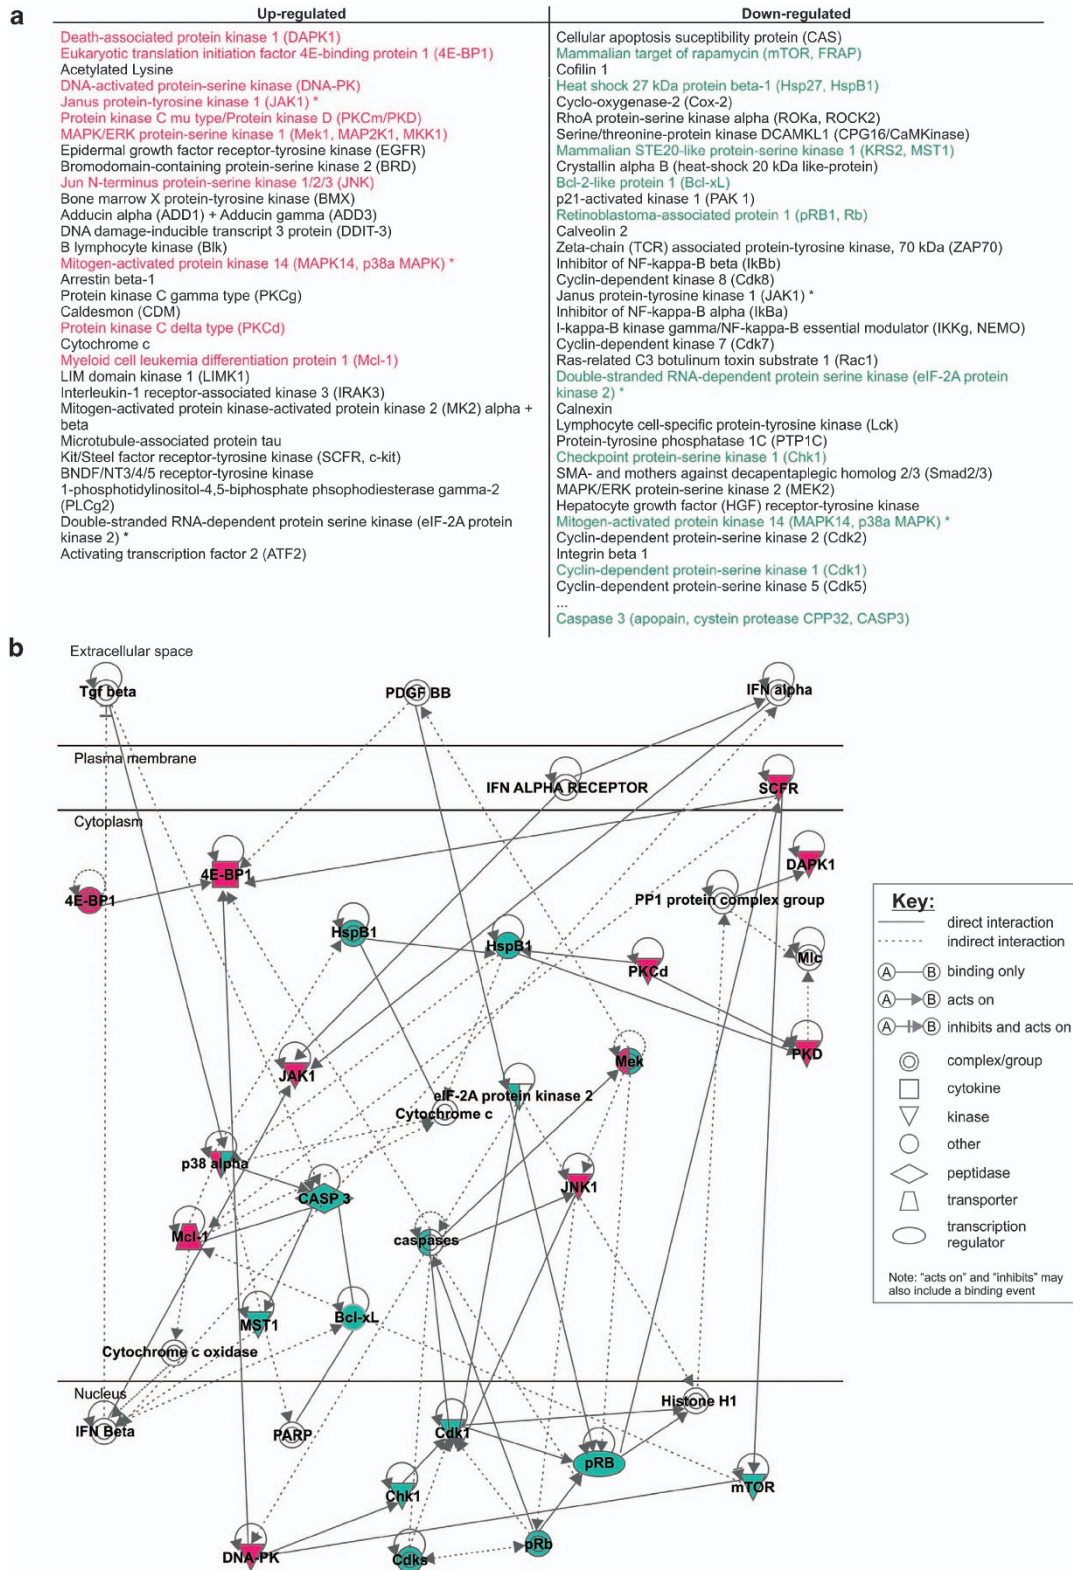 a
Up-regulated
Death-associated protein kinase 1 (DAPK1)
Eukaryotic translation initiation factor 4E-binding protein 1 (4E-BP1)
Acetylated Lysine
DNA-activated protein-serine kinase (DNA-PK)
Janus protein-tyrosine kinase 1 (JAK1) *
Protein kinase C mu type/Protein kinase D (PKCm/PKD)
MAPK/ERK protein-serine kinase 1 (Mek1, MAP2K1, MKK1)
Epidermal growth factor receptor-tyrosine kinase (EGFR)
Bromodomain-containing protein-serine kinase 2 (BRD)
Jun N-terminus protein-serine kinase 1/2/3 (JNK)
Bone marrow X protein-tyrosine kinase (BMX)
Adducin alpha (ADD1) + Adducin gamma (ADD3)
DNA damage-inducible transcript 3 protein (DDIT-3)
B lymphocyte kinase (Blk)
Mitogen-activated protein kinase 14 (MAPK14, p38a MAPK) *
Arrestin beta-1
Protein kinase C gamma type (PKCg)
Caldesmon (CDM)
Protein kinase C delta type (PKCd)
Cytochrome c
Myeloid cell leukemia differentiation protein 1 (Mcl-1)
LIM domain kinase 1 (LIMK1)
Interleukin-1 receptor-associated kinase 3 (IRAK3)
Mitogen-activated protein kinase-activated protein 2 (MK2) alpha +
beta
Microtubule-associated protein tau
Kit/Steel factor receptor-tyrosine kinase (SCFR, c-kit)
BNDF/NT3/4/5 receptor-tyrosine kinase
1-phosphotidylinositol-4,5-biphosphate phsophodiesterase gamma-2
(PLCg2)
Double-stranded RNA-dependent protein serine kinase (eIF-2A protein
kinase 2) *
Activating transcription factor 2 (ATF2)
Down-regulated
Cellular apoptosis suceptibility protein (CAS)
Mammalian target of rapamycin (mTOR, FRAP)
Cofilin 1
Heat shock 27 kDa protein beta-1 (Hsp27, HspB1)
Cyclo-oxygenase-2 (Cox-2)
RhoA protein-serine kinase alpha (ROKa, ROCK2)
Serine/threonine-protein kinase DCAMKL1 (CPG16/CaMKinase)
Mammalian STE20-like protein-serine kinase 1 (KRS2, MST1)
Crystallin alpha B (heat-shock 20 kDa like-protein)
Bcl-2-like protein 1 (Bcl-xL)
p21-activated kinase 1 (PAK 1)
Retinoblastoma-associated protein 1 (pRB1, Rb)
Calveolin 2
Zeta-chain (TCR) associated protein-tyrosine kinase, 70 kDa (ZAP70)
Inhibitor of NF-kappa-B beta (IkBb)
Cyclin-dependent kinase 8 (Cdk8)
Janus protein-tyrosine kinase 1 (JAK1) *
Inhibitor of NF-kappa-B alpha (IkBa)
I-kappa-B kinase gamma/NF-kappa-B essential modulator (IKKg, NEMO)
Cyclin-dependent kinase 7 (Cdk7)
Ras-related C3 botulinum toxin substrate 1 (Rac1)
Double-stranded RNA-dependent protein serine kinase (eIF-2A protein
kinase 2) *
Calnexin
Lymphocyte cell-specific protein-tyrosine kinase (Lck)
Protein-tyrosine phosphatase 1C (PTP1C)
Checkpoint protein-serine kinase 1 (Chk1)
SMA- and mothers against decapentaplegic homolog 2/3 (Smad2/3)
MAPK/ERK protein-serine kinase 2 (MEK2)
Hepatocyte growth factor (HGF) receptor-tyrosine kinase
Mitogen-activated protein kinase 14 (MAPK14, p38a MAPK) *
Cyclin-dependent protein-serine kinase 2 (Cdk2)
Integrin beta 1
Cyclin-dependent protein-serine kinase 1 (Cdk1)
Cyclin-dependent protein-serine kinase 5 (Cdk5)
...
Caspase 3 (apopain, cystein protease CPP32, CASP3)
b
Extracellular space
Tgf beta
PDGF BB
IFN alpha
Plasma membrane
IFN ALPHA RECEPTOR
SCFR
Cytoplasm
4E-BP1
DAPK1
4E-BP1
PP1 protein complex group
HspB1
HspB1
Mlc
PKCd
PKD
Mek
JAK1
eIF-2A protein kinase 2
Cytochrome c
p38 alpha
JNK1
CASP 3
Mcl-1
caspases
MST1
Bcl-xL
Cytochrome c oxidase
Nucleus
Histone H1
IFN Beta
PARP
Cdk1
pRB
mTOR
Chk1
pRb
DNA-PK
Cdks
Key:
direct interaction
indirect interaction
A B binding only
A B acts on
A B inhibits and acts on
complex/group
cytokine
kinase
other
peptidase
transporter
transcription
regulator
Note: "acts on" and "inhibits" may
also include a binding event